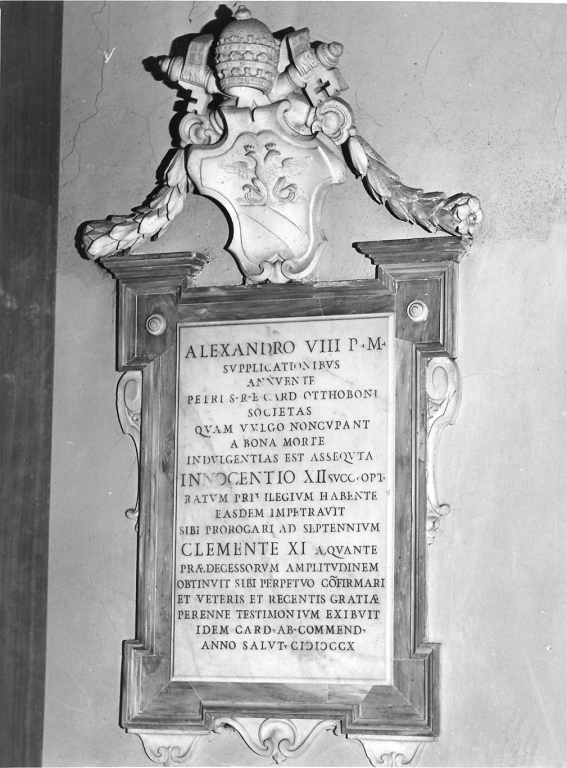 ALEXANDRO VIII P·M·
SVPPLICATIONIBVS
ANNVENTE
PETRI S·R·E CARD OTTHOBONI
SOCIETAS
QVAM VVLGO NONCVPANT
A BONA MORTE
INDVLGENTIAS EST ASSEQVTA
INNOCENTIO XII SVCC·OPT·
RATVM PRIVILEGIVM HABENTE
EASDEM IMPETRAVIT
SIBI PROROGARI AD SEPTENNIVM
CLEMENTE XI ÆQVANTE
PRÆDECESSORVM AMPLITVDINEM
OBTINVIT SIBI PERPETVO CÕFIRMARI
ET VETERIS ET RECENTIS GRATIÆ
PERENNE TESTIMONIVM EXIBVIT
IDEM CARD·AB·COMMEND·
ANNO SALVT· CIƆIƆCCX